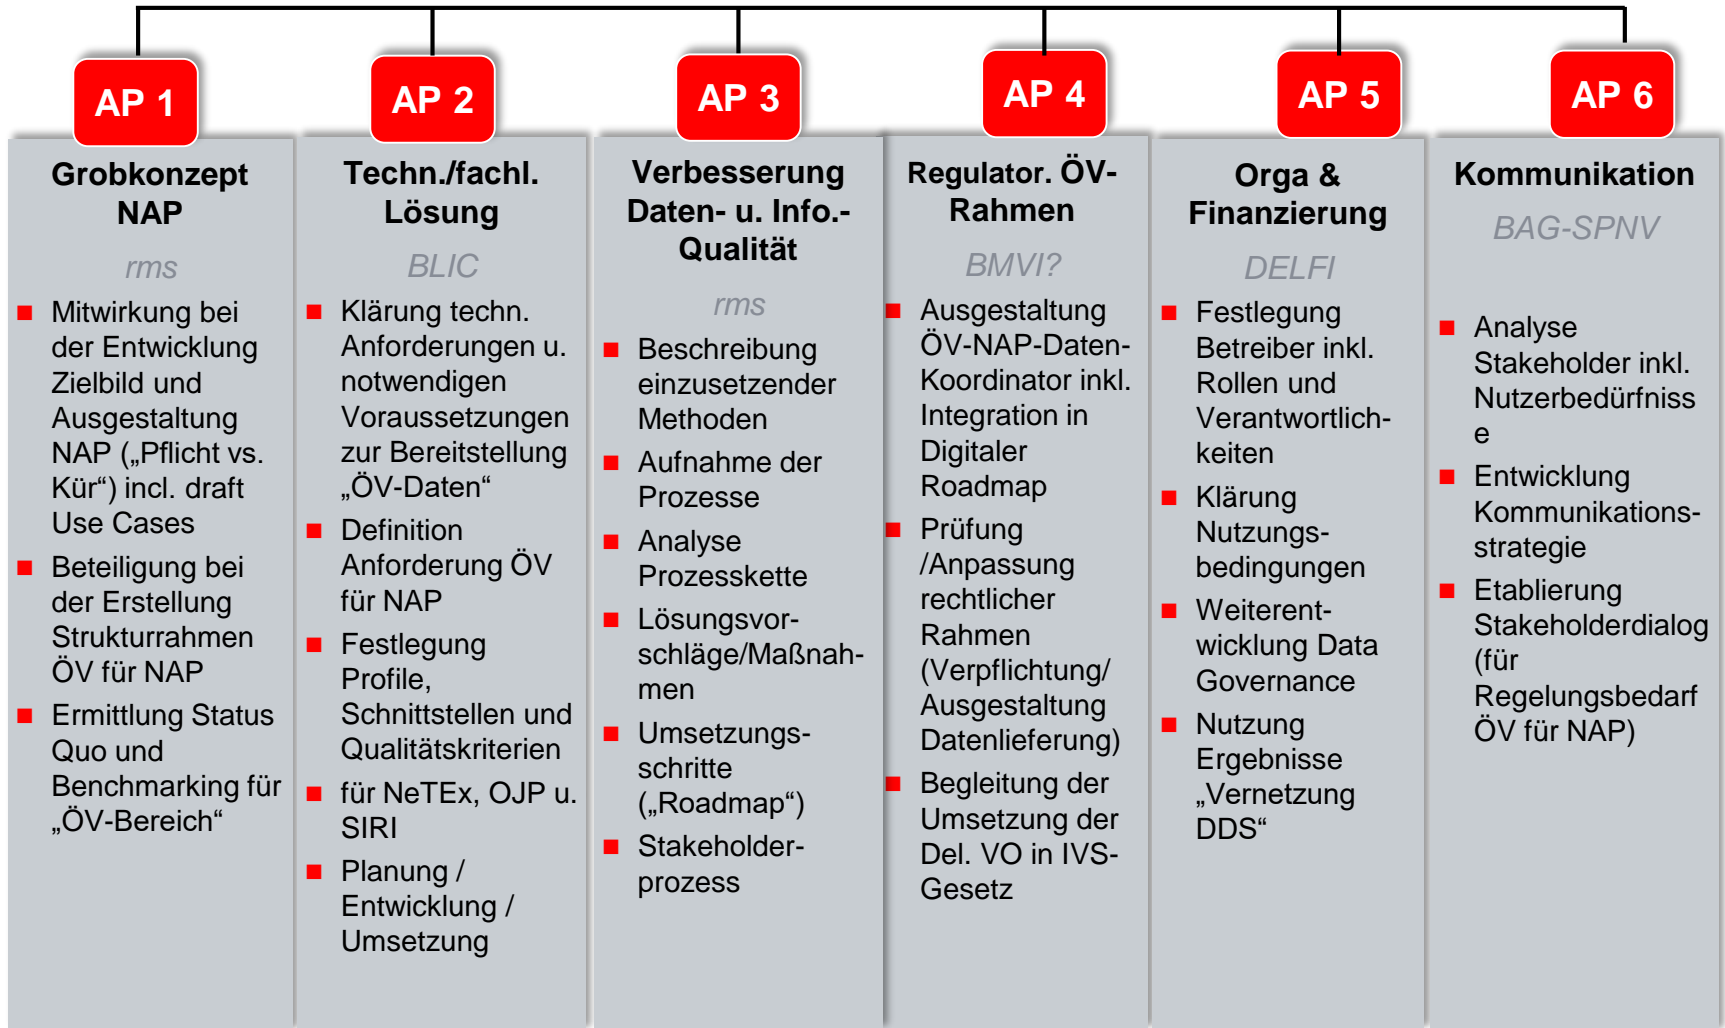 AP 1
Grobkonzept
NAP
rms
Mitwirkung bei
der Entwicklung
Zielbild und
Ausgestaltung
NAP („Pflicht vs.
Kür“) incl. draft
Use Cases
Beteiligung bei
der Erstellung
Strukturrahmen
ÖV für NAP
Ermittlung Status
Quo und
Benchmarking für
„ÖV-Bereich“
AP 2
Techn./fachl.
Lösung
BLIC
Klärung techn.
Anforderungen u.
notwendigen
Voraussetzungen
zur Bereitstellung
„ÖV-Daten“
Definition
Anforderung ÖV
für NAP
Festlegung
Profile,
Schnittstellen und
Qualitätskriterien
für NeTEx, OJP u.
SIRI
Planung /
Entwicklung /
Umsetzung
AP 3
Verbesserung
Daten- u. Info.-
Qualität
rms
Beschreibung
einzusetzender
Methoden
Aufnahme der
Prozesse
Analyse
Prozesskette
Lösungsvor-
schläge/Maßnah-
men
Umsetzungs-
schritte
(„Roadmap“)
Stakeholder-
prozess
AP 4
Regulator. ÖV-
Rahmen
BMVI?
Ausgestaltung
ÖV-NAP-Daten-
Koordinator inkl.
Integration in
Digitaler
Roadmap
Prüfung
/Anpassung
rechtlicher
Rahmen
(Verpflichtung/
Ausgestaltung
Datenlieferung)
Begleitung der
Umsetzung der
Del. VO in IVS-
Gesetz
AP 5
Orga &
Finanzierung
DELFI
Festlegung
Betreiber inkl.
Rollen und
Verantwortlich-
keiten
Klärung
Nutzungs-
bedingungen
Weiterent-
wicklung Data
Governance
Nutzung
Ergebnisse
„Vernetzung
DDS“
AP 6
Kommunikation
BAG-SPNV
Analyse
Stakeholder inkl.
Nutzerbedürfniss
e
Entwicklung
Kommunikations-
strategie
Etablierung
Stakeholderdialog
(für
Regelungsbedarf
ÖV für NAP)